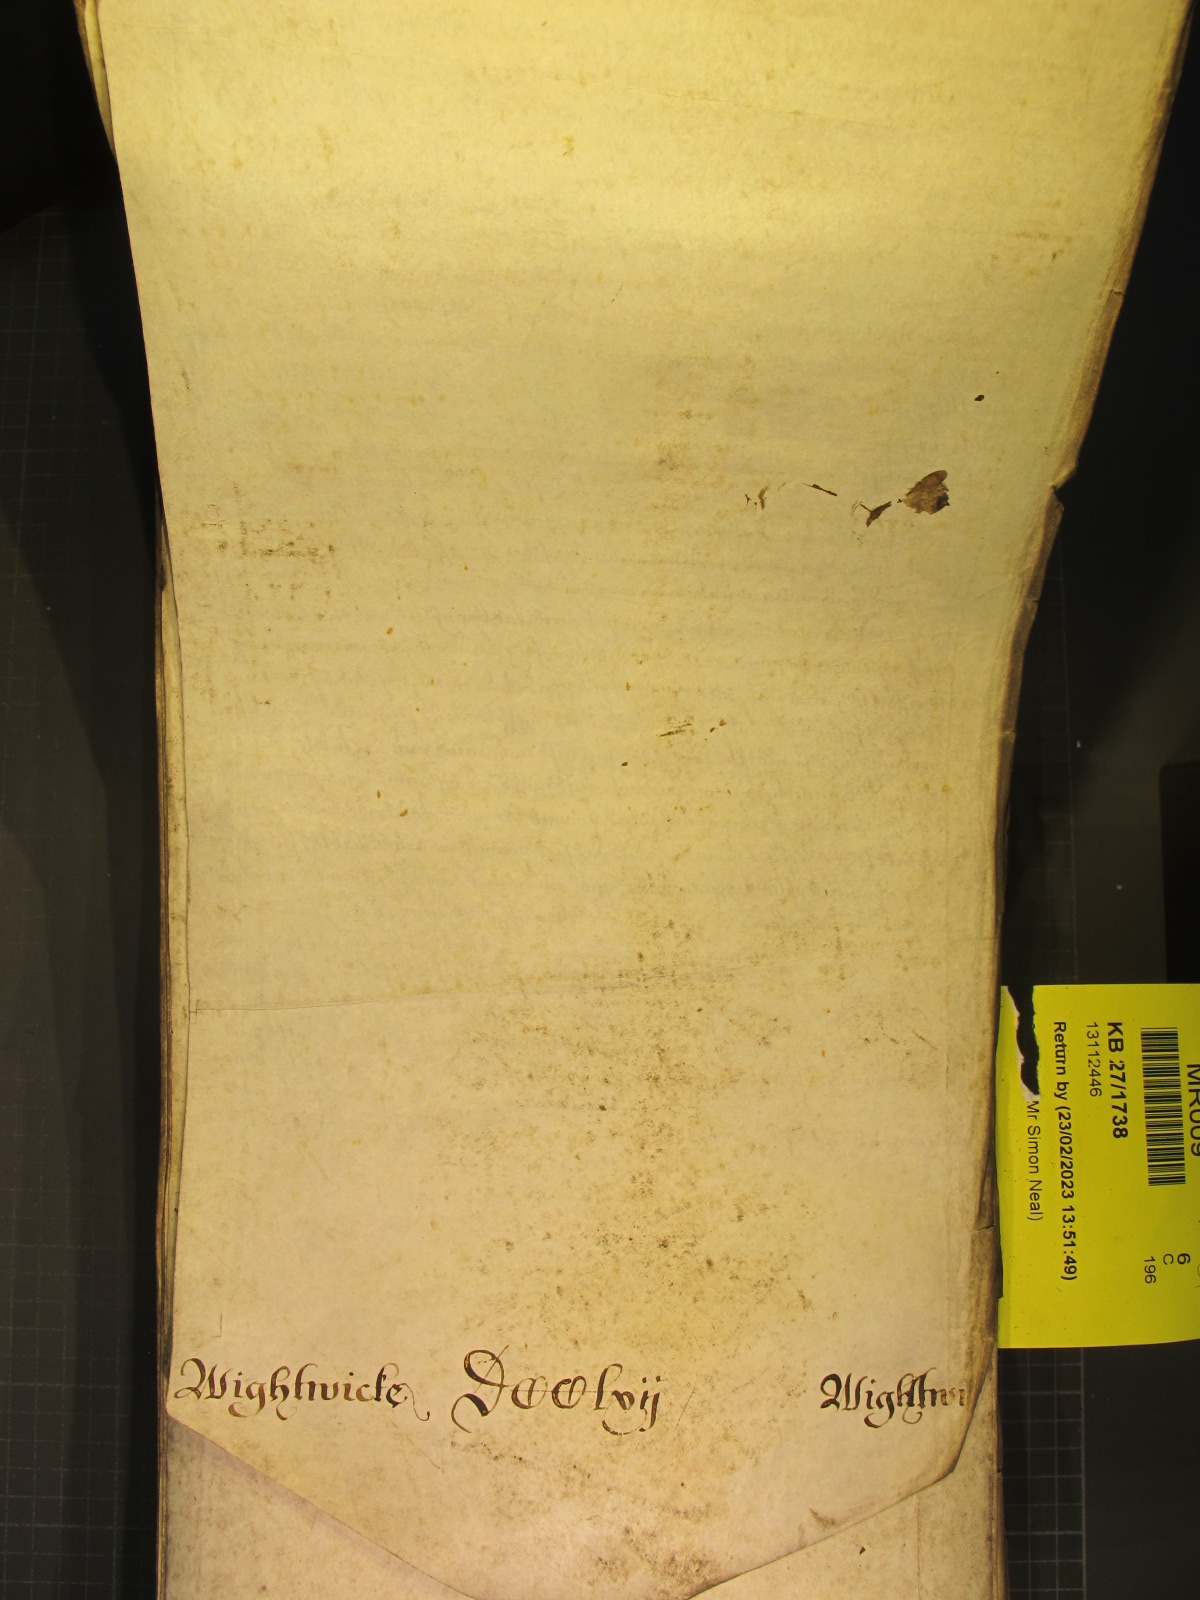 Wightwicke DCClvij Wightwi
MR009
6
C
196
KB 27/1738
13112446
Return by (23/02/2023 13:51:49)
Mr Simon Neal)